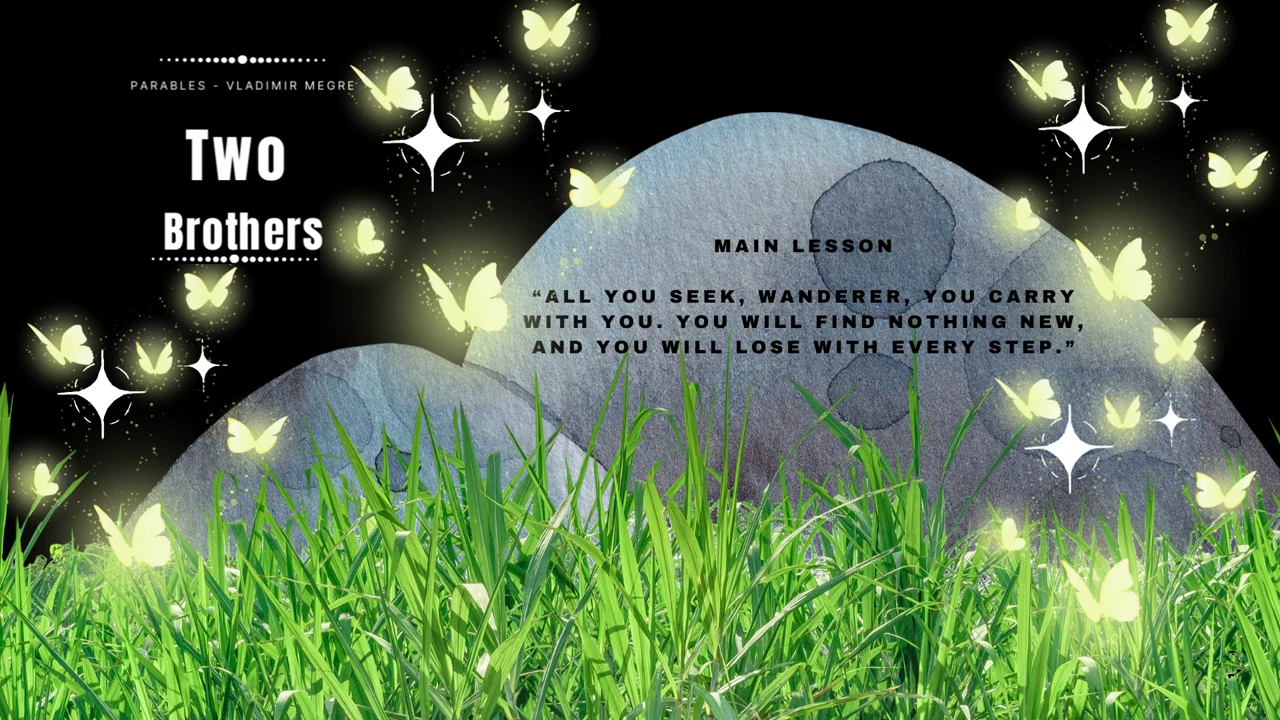 PARABLES - VLADIMIR MEGRE
Two
Brothers
MAIN LESSON
“ALL YOU SEEK, WANDERER, YOU CARRY
WITH YOU. YOU WILL FIND NOTHING NEW,
AND YOU WILL LOSE WITH EVERY STEP.”